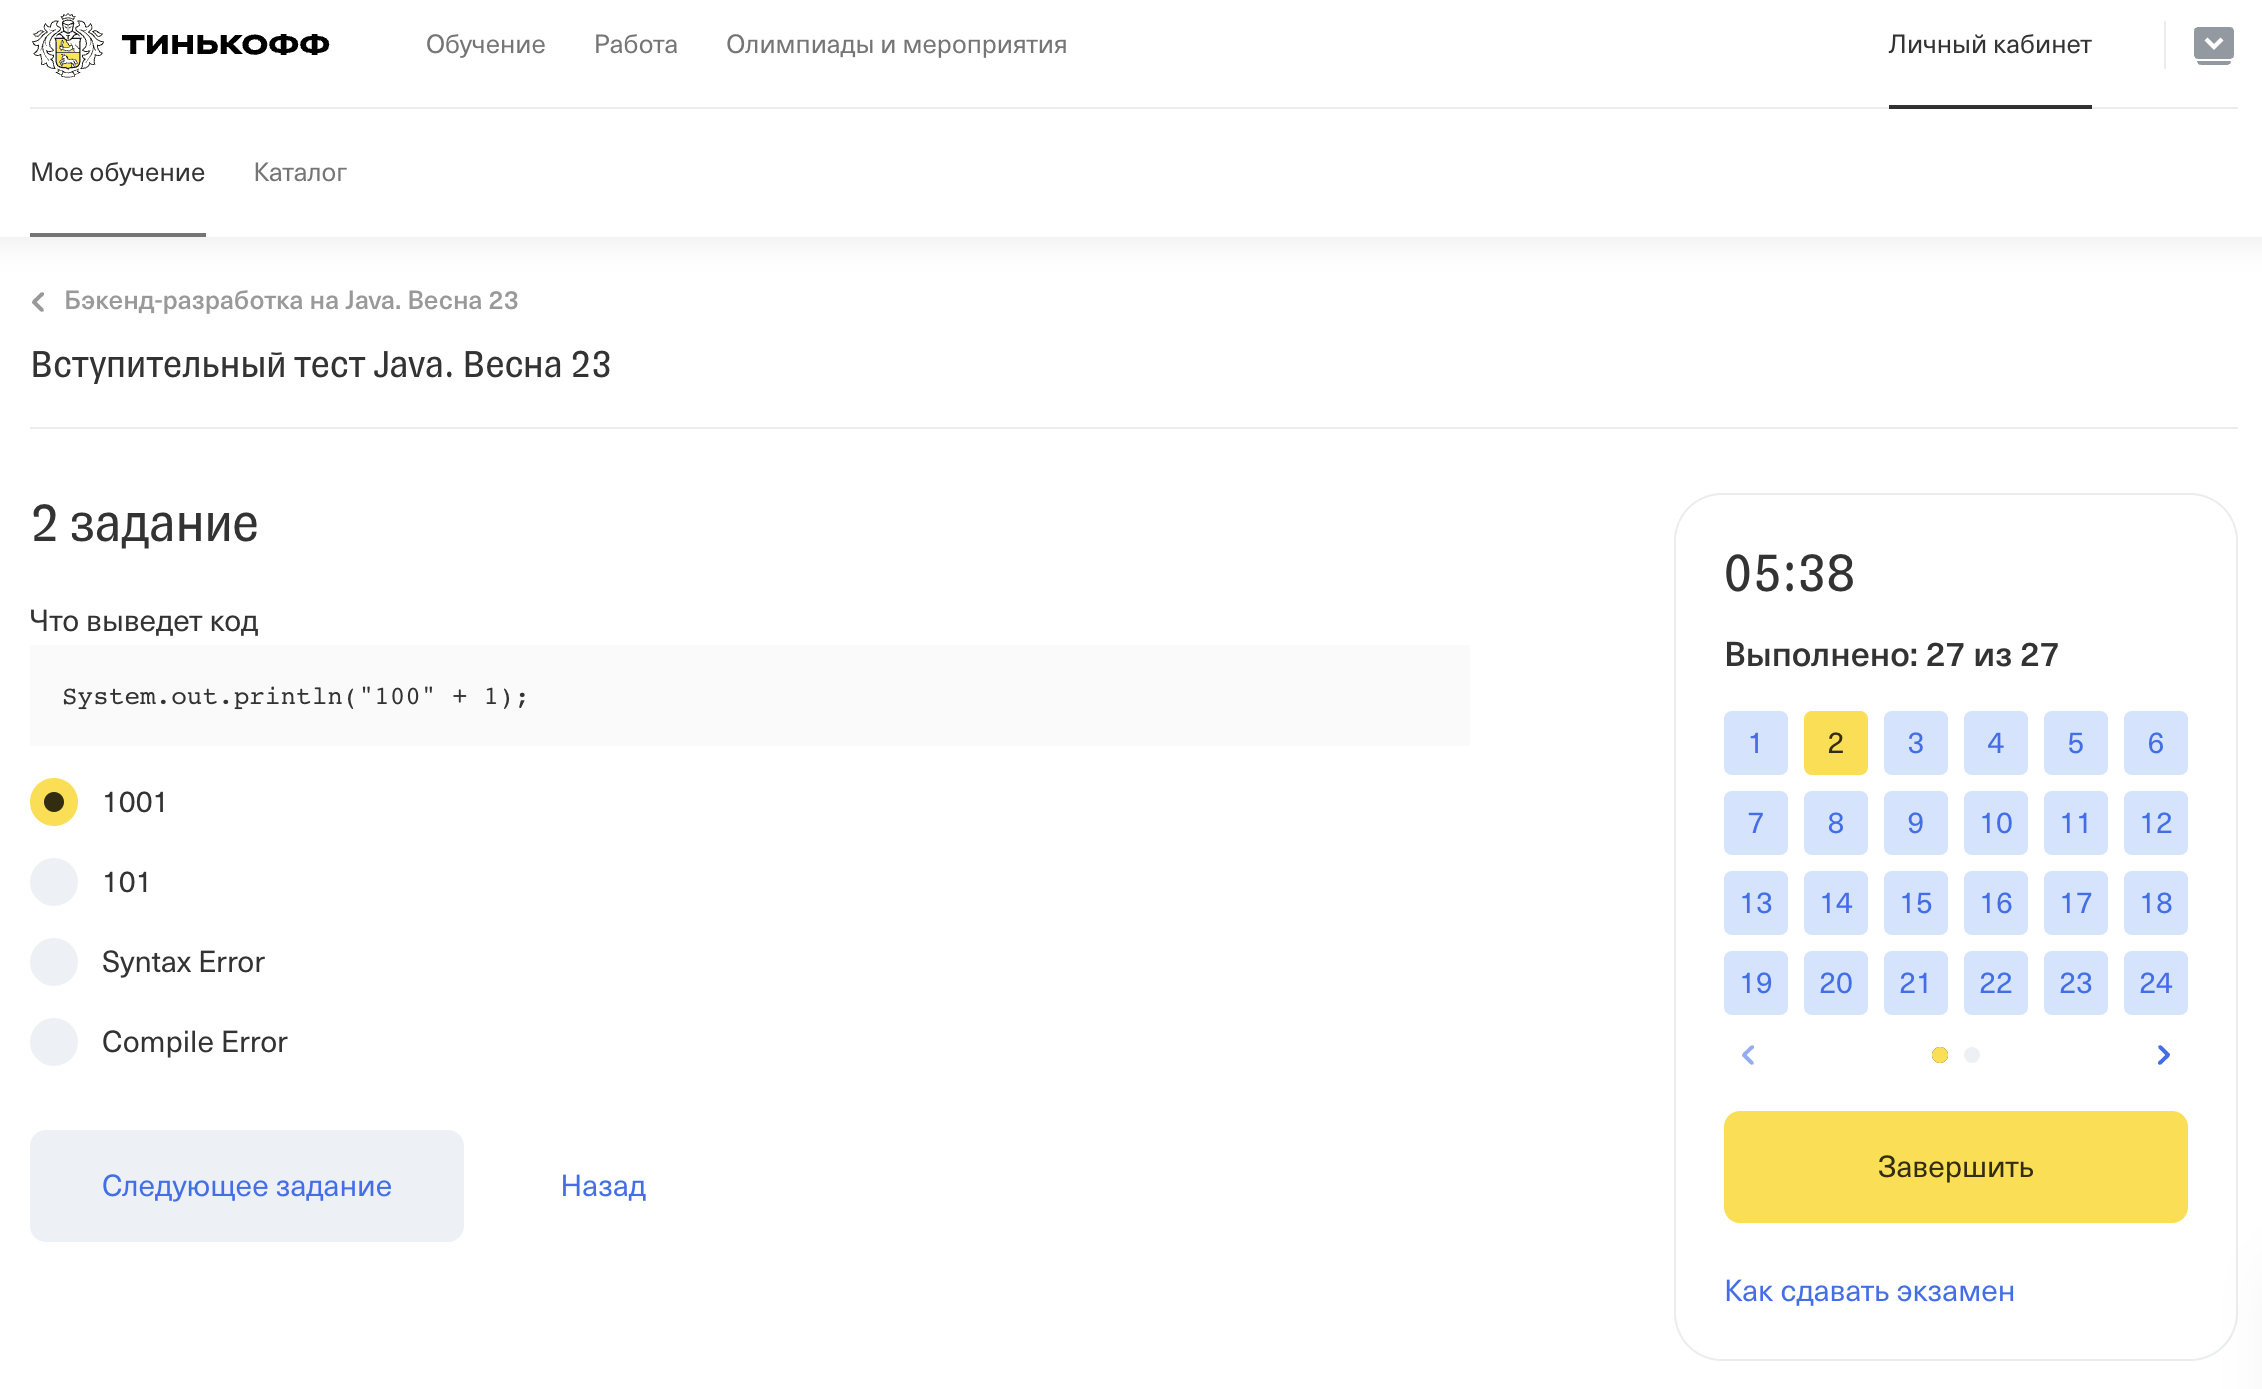 ТИНЬКОФФ
Обучение
Работа
Олимпиады и мероприятия
Личный кабинет
Мое обучение
Каталог
Бэкенд-разработка на Java. Весна 23
Вступительный тест Java. Весна 23
2 задание
Что выведет код
System.out.println("100" + 1);
1001
101
Syntax Error
Compile Error
Следующее задание
Назад
05:38
Выполнено: 27 из 27
1 2 3 4 5 6
7 8 9 10 11 12
13 14 15 16 17 18
19 20 21 22 23 24
Завершить
Как сдавать экзамен